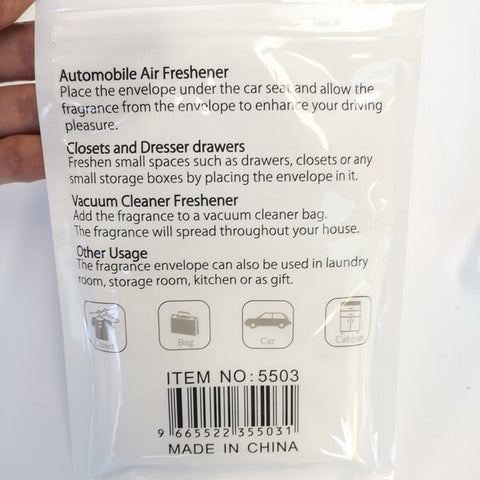 Automobile Air Freshener
Place the envelope under the car seat and allow the
fragrance from the envelope to enhance your driving
pleasure.
Closets and Dresser drawers
Freshen small spaces such as drawers, closets or any
small storage boxes by placing the envelope in it.
Vacuum Cleaner Freshener
Add the fragrance to a vacuum cleaner bag.
The fragrance will spread throughout your house.
Other Usage
The fragrance envelope can also be used in laundry
room, storage room, kitchen or as gift.
Bag
Car
Cabinet
ITEM NO: 5503
9 665522 355031
MADE IN CHINA